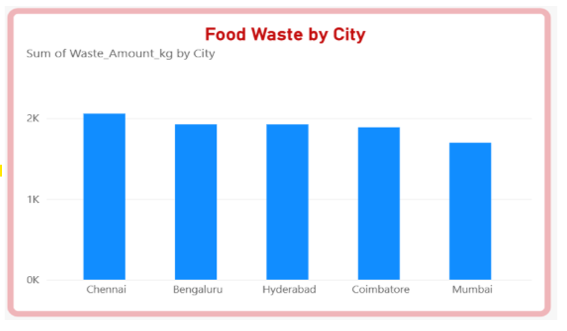 Food Waste by City
Sum of Waste_Amount_kg by City
2K
1K
0K
Chennai Bengaluru Hyderabad Coimbatore Mumbai